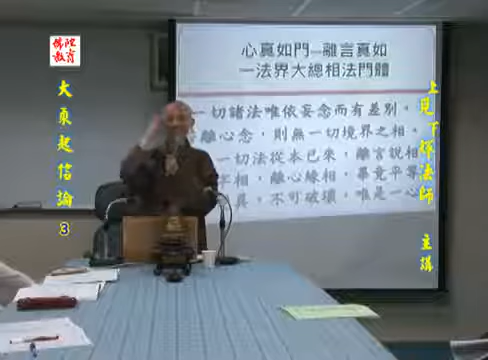 佛陀
教育
大乘起信論
3
心真如門—離言真如
一法界大總相法門體
一切諸法唯依妄念而有差別，
離心念，則無一切境界之相。
一切法從本已來，離言說相
字相，離心緣相，畢竟平等
異，不可破壞，唯是一心
上見下輝法師 主講